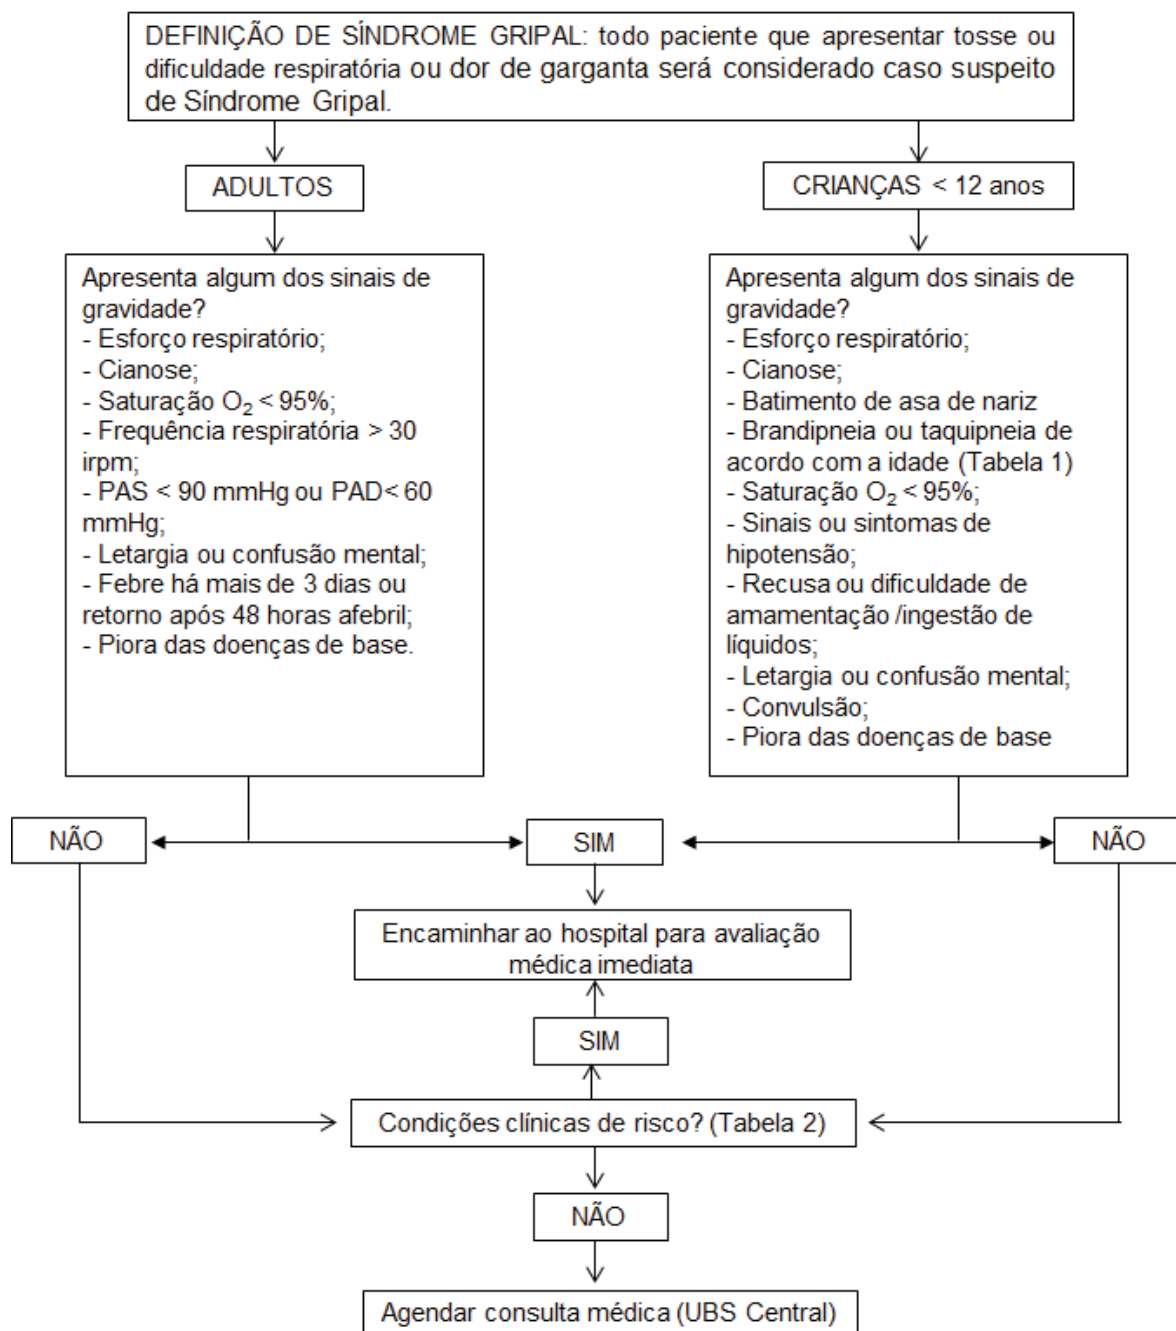 DEFINIÇÃO DE SÍNDROME GRIPAL: todo paciente que apresentar tosse ou
dificuldade respiratória ou dor de garganta será considerado caso suspeito
de Síndrome Gripal.
ADULTOS
CRIANÇAS < 12 anos
Apresenta algum dos sinais de
gravidade?
- Esforço respiratório;
- Cianose;
- Saturação O₂ < 95%;
- Frequência respiratória > 30
irpm;
- PAS < 90 mmHg ou PAD< 60
mmHg;
- Letargia ou confusão mental;
- Febre há mais de 3 dias ou
retorno após 48 horas afebril;
- Piora das doenças de base.
Apresenta algum dos sinais de
gravidade?
- Esforço respiratório;
- Cianose;
- Batimento de asa de nariz
- Brandipneia ou taquipneia de
acordo com a idade (Tabela 1)
- Saturação O₂ < 95%;
- Sinais ou sintomas de
hipotensão;
- Recusa ou dificuldade de
amamentação /ingestão de
líquidos;
- Letargia ou confusão mental;
- Convulsão;
- Piora das doenças de base
NÃO
SIM
NÃO
Encaminhar ao hospital para avaliação
médica imediata
SIM
Condições clínicas de risco? (Tabela 2)
NÃO
Agendar consulta médica (UBS Central)